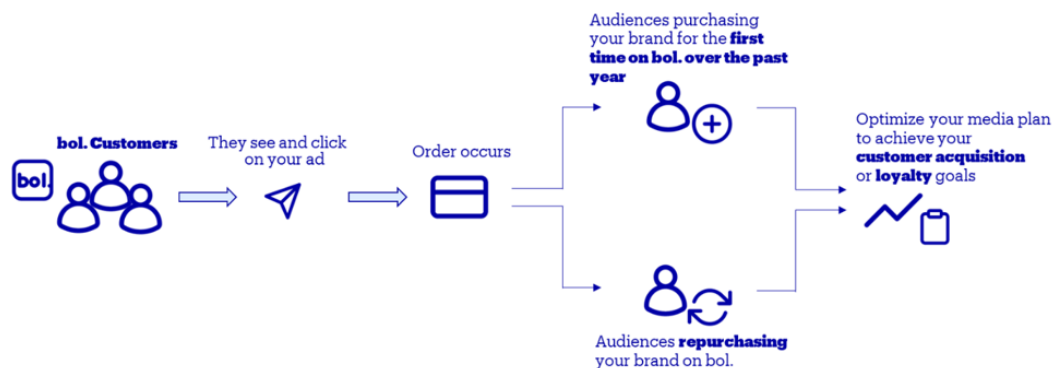 bol.
bol. Customers
They see and click
on your ad
Order occurs
Audiences purchasing
your brand for the first
time on bol. over the past
year
Audiences repurchasing
your brand on bol.
Optimize your media plan
to achieve your
customer acquisition
or loyalty goals